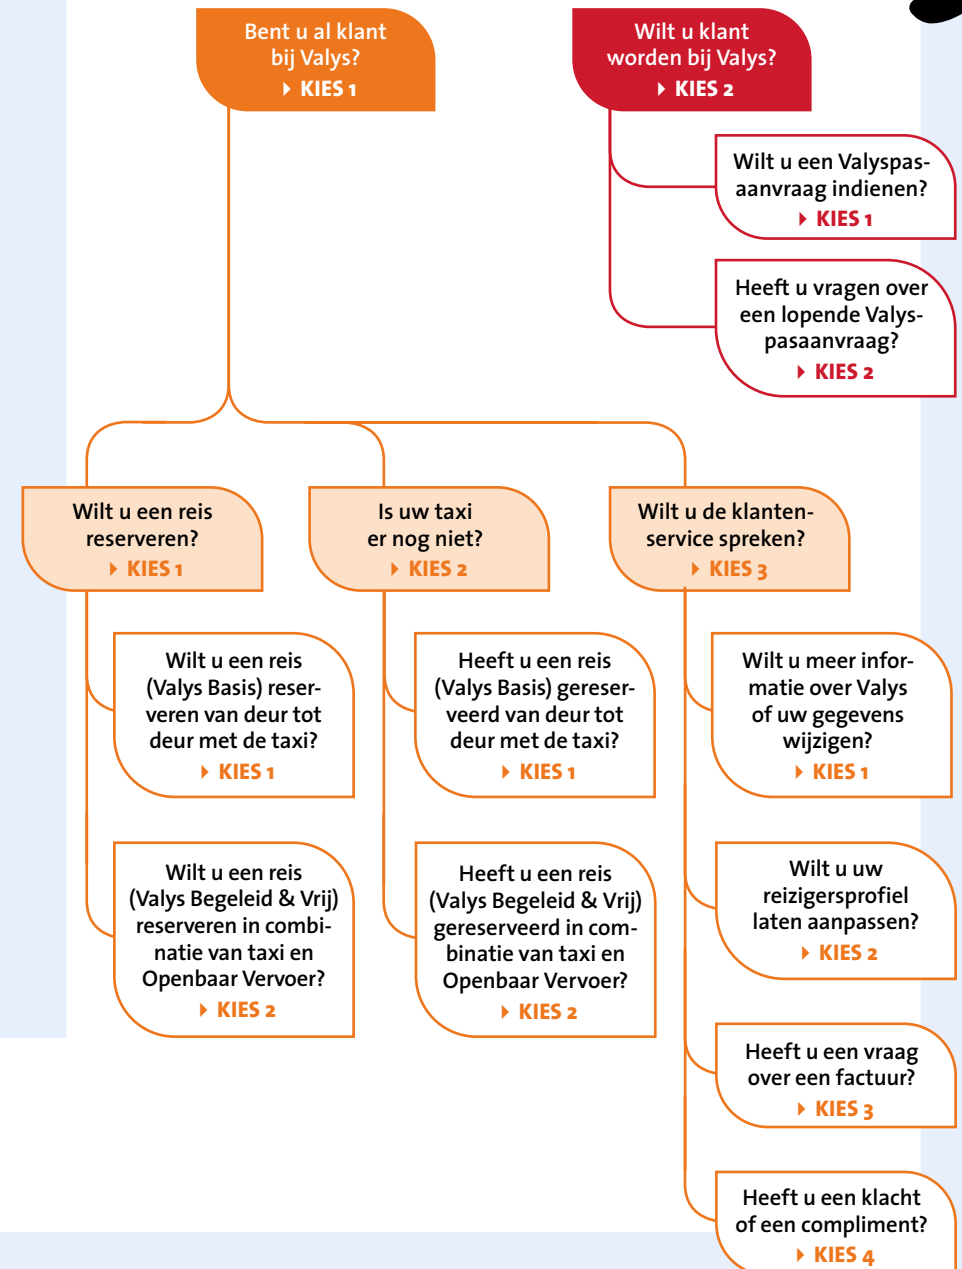 Bent u al klant
bij Valys?
KIES 1
Wilt u klant
worden bij Valys?
KIES 2
Wilt u een Valyspas-
aanvraag indienen?
KIES 1
Heeft u vragen over
een lopende Valys-
pasaanvraag?
KIES 2
Wilt u een reis
reserveren?
KIES 1
Is uw taxi
er nog niet?
KIES 2
Wilt u de klanten-
service spreken?
KIES 3
Wilt u een reis
(Valys Basis) reser-
veren van deur tot
deur met de taxi?
KIES 1
Heeft u een reis
(Valys Basis) gereser-
veerd van deur tot
deur met de taxi?
KIES 1
Wilt u meer infor-
matie over Valys
of uw gegevens
wijzigen?
KIES 1
Wilt u een reis
(Valys Begeleid & Vrij)
reserveren in combi-
natie van taxi en
Openbaar Vervoer?
KIES 2
Heeft u een reis
(Valys Begeleid & Vrij)
gereserveerd in com-
binatie van taxi en
Openbaar Vervoer?
KIES 2
Wilt u uw
reizigersprofiel
laten aanpassen?
KIES 2
Heeft u een vraag
over een factuur?
KIES 3
Heeft u een klacht
of een compliment?
KIES 4